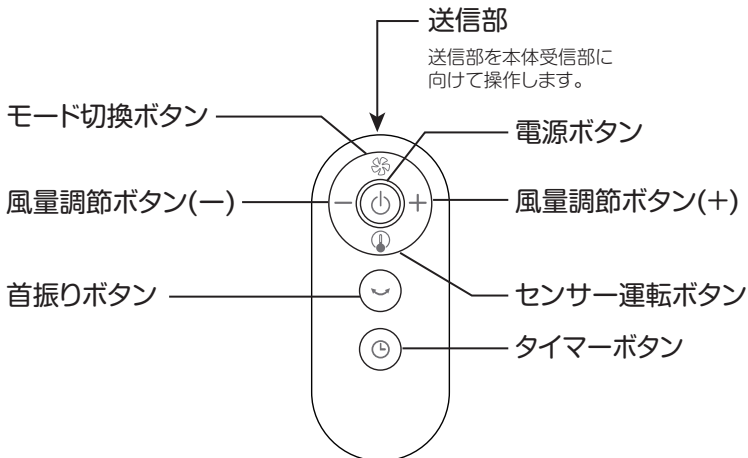 送信部
送信部を本体受信部に
向けて操作します。
モード切換ボタン
電源ボタン
風量調節ボタン(ー)
風量調節ボタン(+)
首振りボタン
センサー運転ボタン
タイマーボタン